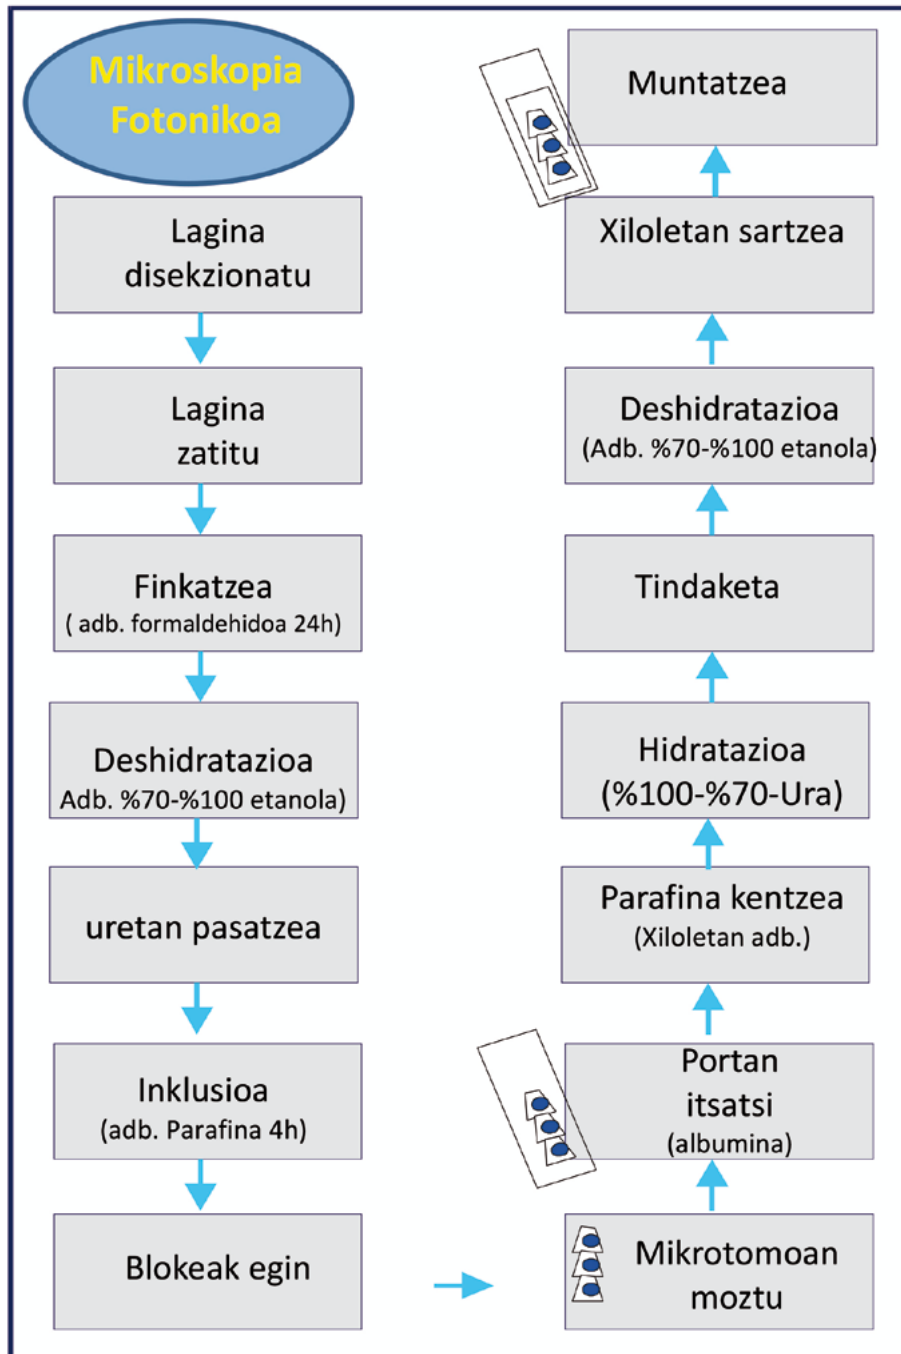 Mikroskopia
Fotonikoa
Lagina
disekzionatu
Lagina
zatitu
Finkatzea
( adb. formaldehidoa 24h)
Deshidratazioa
Adb. %70-%100 etanola)
uretan pasatzea
Inklusioa
(adb. Parafina 4h)
Blokeak egin
Mikrotomoan
moztu
Portan
itsatsi
(albumina)
Parafina kentzea
(Xiloletan adb.)
Hidratazioa
(%100-%70-Ura)
Tindaketa
Deshidratazioa
(Adb. %70-%100 etanola)
Xiloletan sartzea
Muntatzea